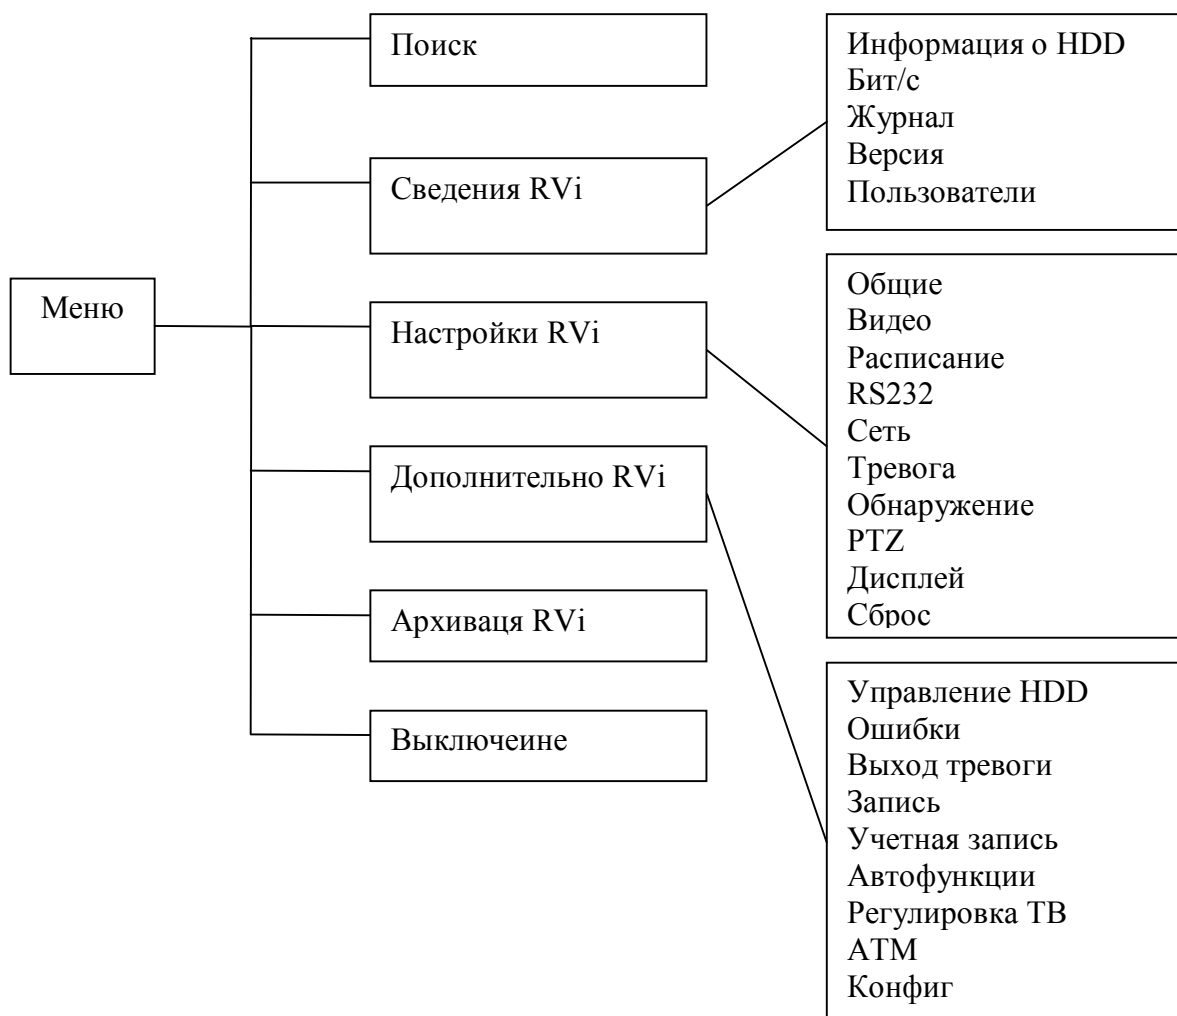 Меню
Поиск
Сведения RVi
Настройки RVi
Дополнительно RVi
Архиваця RVi
Выключеине
Информация о HDD
Бит/с
Журнал
Версия
Пользователи
Общие
Видео
Расписание
RS232
Сеть
Тревога
Обнаружение
PTZ
Дисплей
Сброс
Управление HDD
Ошибки
Выход тревоги
Запись
Учетная запись
Автофункции
Регулировка ТВ
ATM
Конфиг